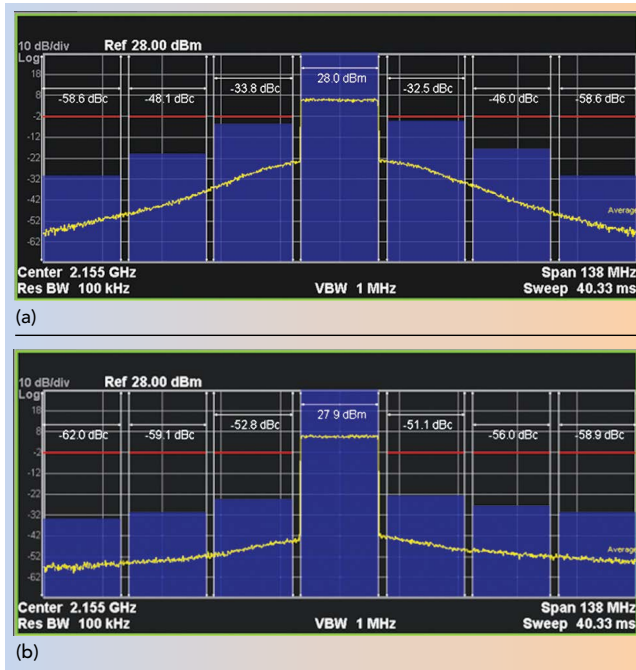 10 dB/div Ref 28.00 dBm
Log
18
8
-2
-12
-22
-32
-42
-52
-62
-58.6 dBc -48.1 dBc -33.8 dBc 28.0 dBm -32.5 dBc -46.0 dBc -58.6 dBc
Average
Center 2.155 GHz Span 138 MHz
Res BW 100 kHz VBW 1 MHz Sweep 40.33 ms
(a)
10 dB/div Ref 28.00 dBm
Log
18
8
-2
-12
-22
-32
-42
-52
-62
-62.0 dBc -59.1 dBc -52.8 dBc 27.9 dBm -51.1 dBc -56.0 dBc -58.9 dBc
Average
Center 2.155 GHz Span 138 MHz
Res BW 100 kHz VBW 1 MHz Sweep 40.33 ms
(b)